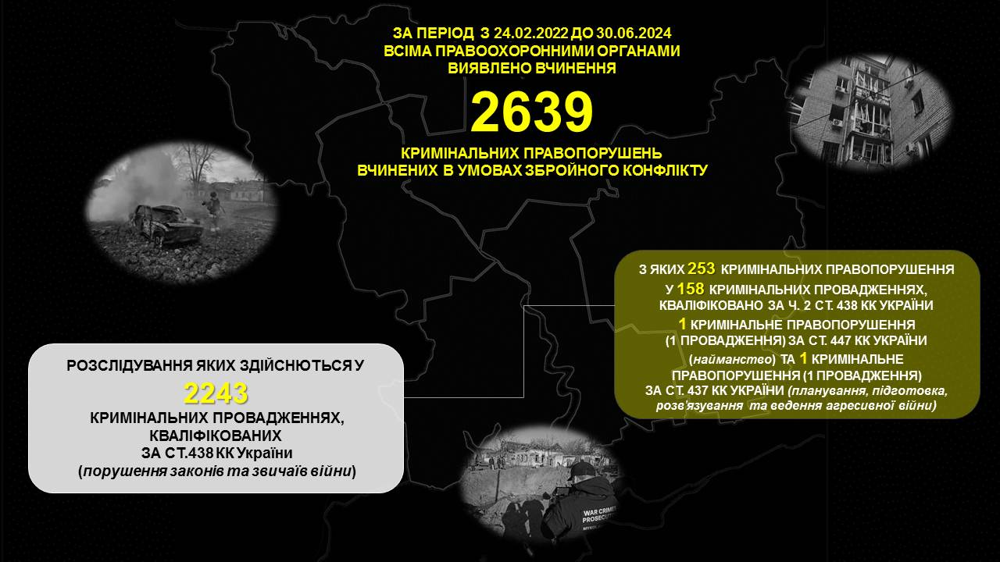 ЗА ПЕРІОД З 24.02.2022 ДО 30.06.2024
ВСІМА ПРАВООХОРОННИМИ ОРГАНАМИ
ВИЯВЛЕНО ВЧИНЕННЯ
2639
КРИМІНАЛЬНИХ ПРАВОПОРУШЕНЬ
ВЧИНЕНИХ В УМОВАХ ЗБРОЙНОГО КОНФЛІКТУ
З ЯКИХ 253 КРИМІНАЛЬНИХ ПРАВОПОРУШЕННЯ
У 158 КРИМІНАЛЬНИХ ПРОВАДЖЕННЯХ,
КВАЛІФІКОВАНО ЗА Ч. 2 СТ. 438 КК УКРАЇНИ
1 КРИМІНАЛЬНЕ ПРАВОПОРУШЕННЯ
(1 ПРОВАДЖЕННЯ) ЗА СТ. 447 КК УКРАЇНИ
(найманство) ТА 1 КРИМІНАЛЬНЕ
ПРАВОПОРУШЕННЯ (1 ПРОВАДЖЕННЯ)
ЗА СТ. 437 КК УКРАЇНИ (планування, підготовка,
розв'язування та ведення агресивної війни)
РОЗСЛІДУВАННЯ ЯКИХ ЗДІЙСНЮТЬСЯ У
2243
КРИМІНАЛЬНИХ ПРОВАДЖЕННЯХ,
КВАЛІФІКОВАНИХ
ЗА СТ.438 КК України
(порушення законів та звичаїв війни)
WAR CRIMES
PROSECUT